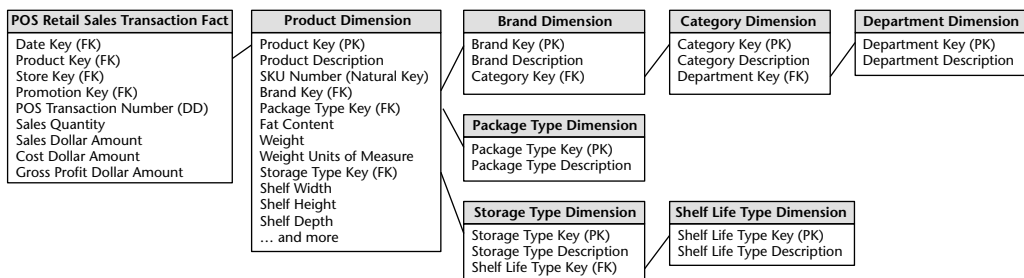 POS Retail Sales Transaction Fact
Date Key (FK)
Product Key (FK)
Store Key (FK)
Promotion Key (FK)
POS Transaction Number (DD)
Sales Quantity
Sales Dollar Amount
Cost Dollar Amount
Gross Profit Dollar Amount
Product Dimension
Product Key (PK)
Product Description
SKU Number (Natural Key)
Brand Key (FK)
Package Type Key (FK)
Fat Content
Weight
Weight Units of Measure
Storage Type Key (FK)
Shelf Width
Shelf Height
Shelf Depth
… and more
Brand Dimension
Brand Key (PK)
Brand Description
Category Key (FK)
Category Dimension
Category Key (PK)
Category Description
Department Key (FK)
Department Dimension
Department Key (PK)
Department Description
Package Type Dimension
Package Type Key (PK)
Package Type Description
Storage Type Dimension
Storage Type Key (PK)
Storage Type Description
Shelf Life Type Key (FK)
Shelf Life Type Dimension
Shelf Life Type Key (PK)
Shelf Life Type Description